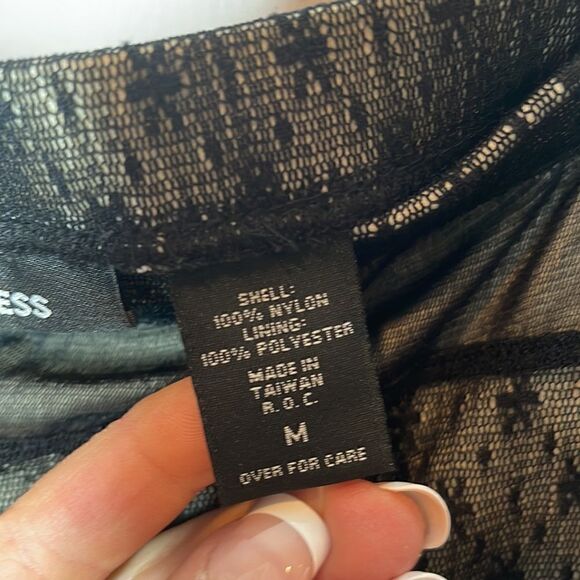 ESS
SHELL:
100% NYLON
LINING:
100% POLYESTER
MADE IN
TAIWAN
R.O.C.
M
OVER FOR CARE